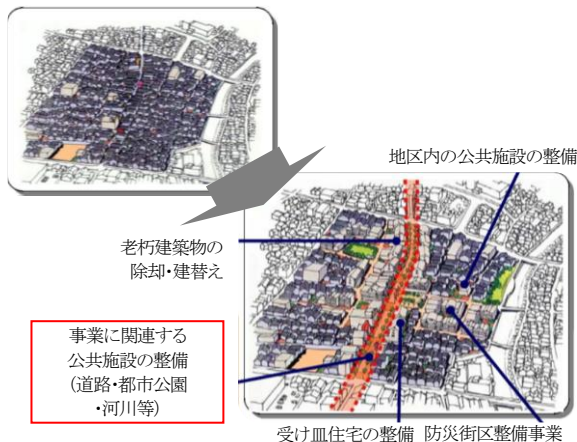 地区内の公共施設の整備
老朽建築物の
除却・建替え
事業に関連する
公共施設の整備
(道路・都市公園
・河川等)
受け皿住宅の整備 防災街区整備事業